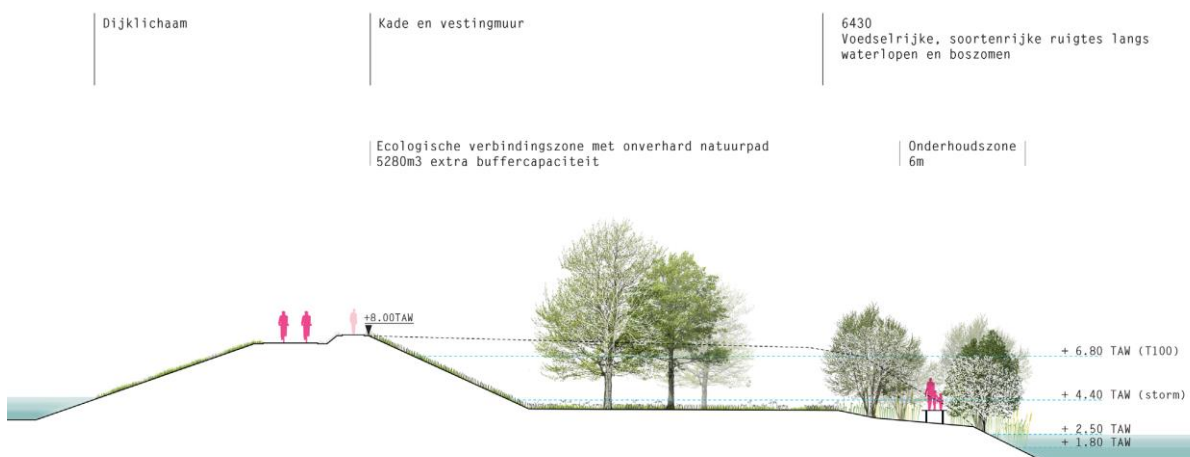 Dijklichaam
Kade en vestingmuur
6430
Voedselrijke, soortenrijke ruigtes langs
waterlopen en boszomen
Ecologische verbindingszone met onverhard natuurpad
5280m3 extra buffercapaciteit
Onderhoudszone
6m
+8.00TAW
+ 6.80 TAW (T100)
+ 4.40 TAW (storm)
+ 2.50 TAW
+ 1.80 TAW